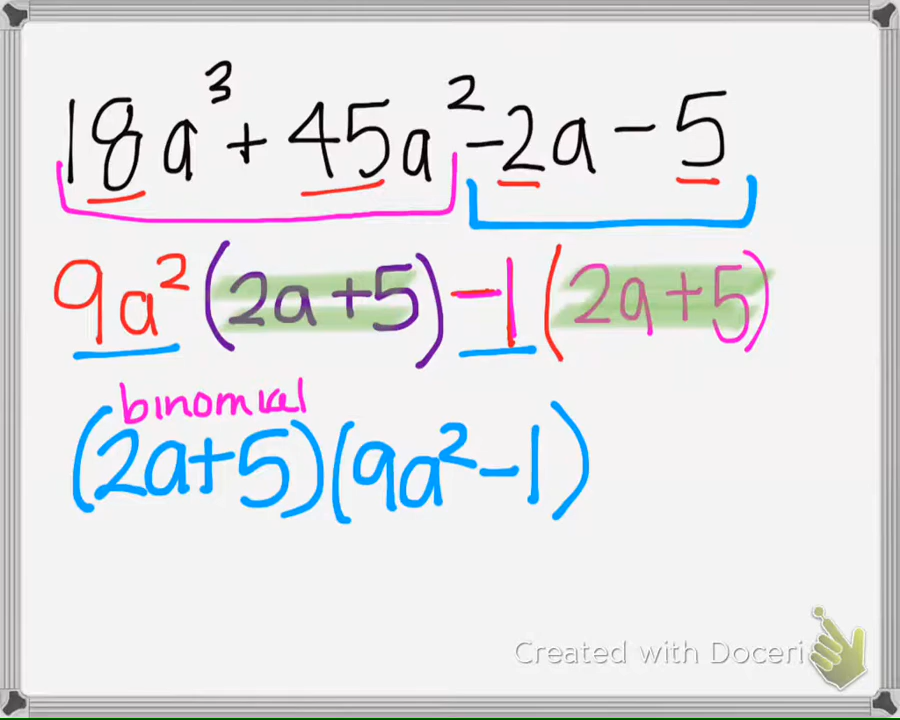 18a³ + 45a² - 2a - 5
9a² (2a + 5) - 1 (2a + 5)
binomial
(2a + 5)(9a² - 1)
Created with Doceri